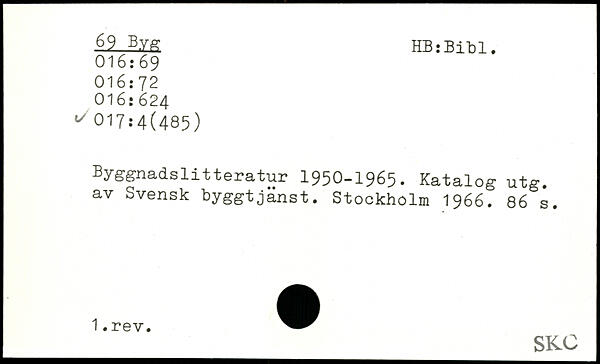 69 Byg HB:Bibl.
016:69
016:72
016:624
✓ 017:4(485)
Byggnadslitteratur 1950-1965. Katalog utg.
av Svensk byggtjänst. Stockholm 1966. 86 s.
1.rev.
SKC